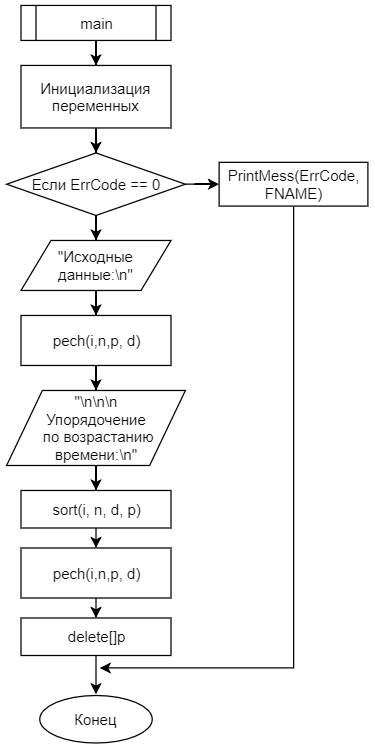 main
Инициализация
переменных
Если ErrCode == 0
PrintMess(ErrCode,
FNAME)
"Исходные
данные:\n"
pech(i,n,p, d)
"\n\n\n
Упорядочение
по возрастанию
времени:\n"
sort(i, n, d, p)
pech(i,n,p, d)
delete[]p
Конец